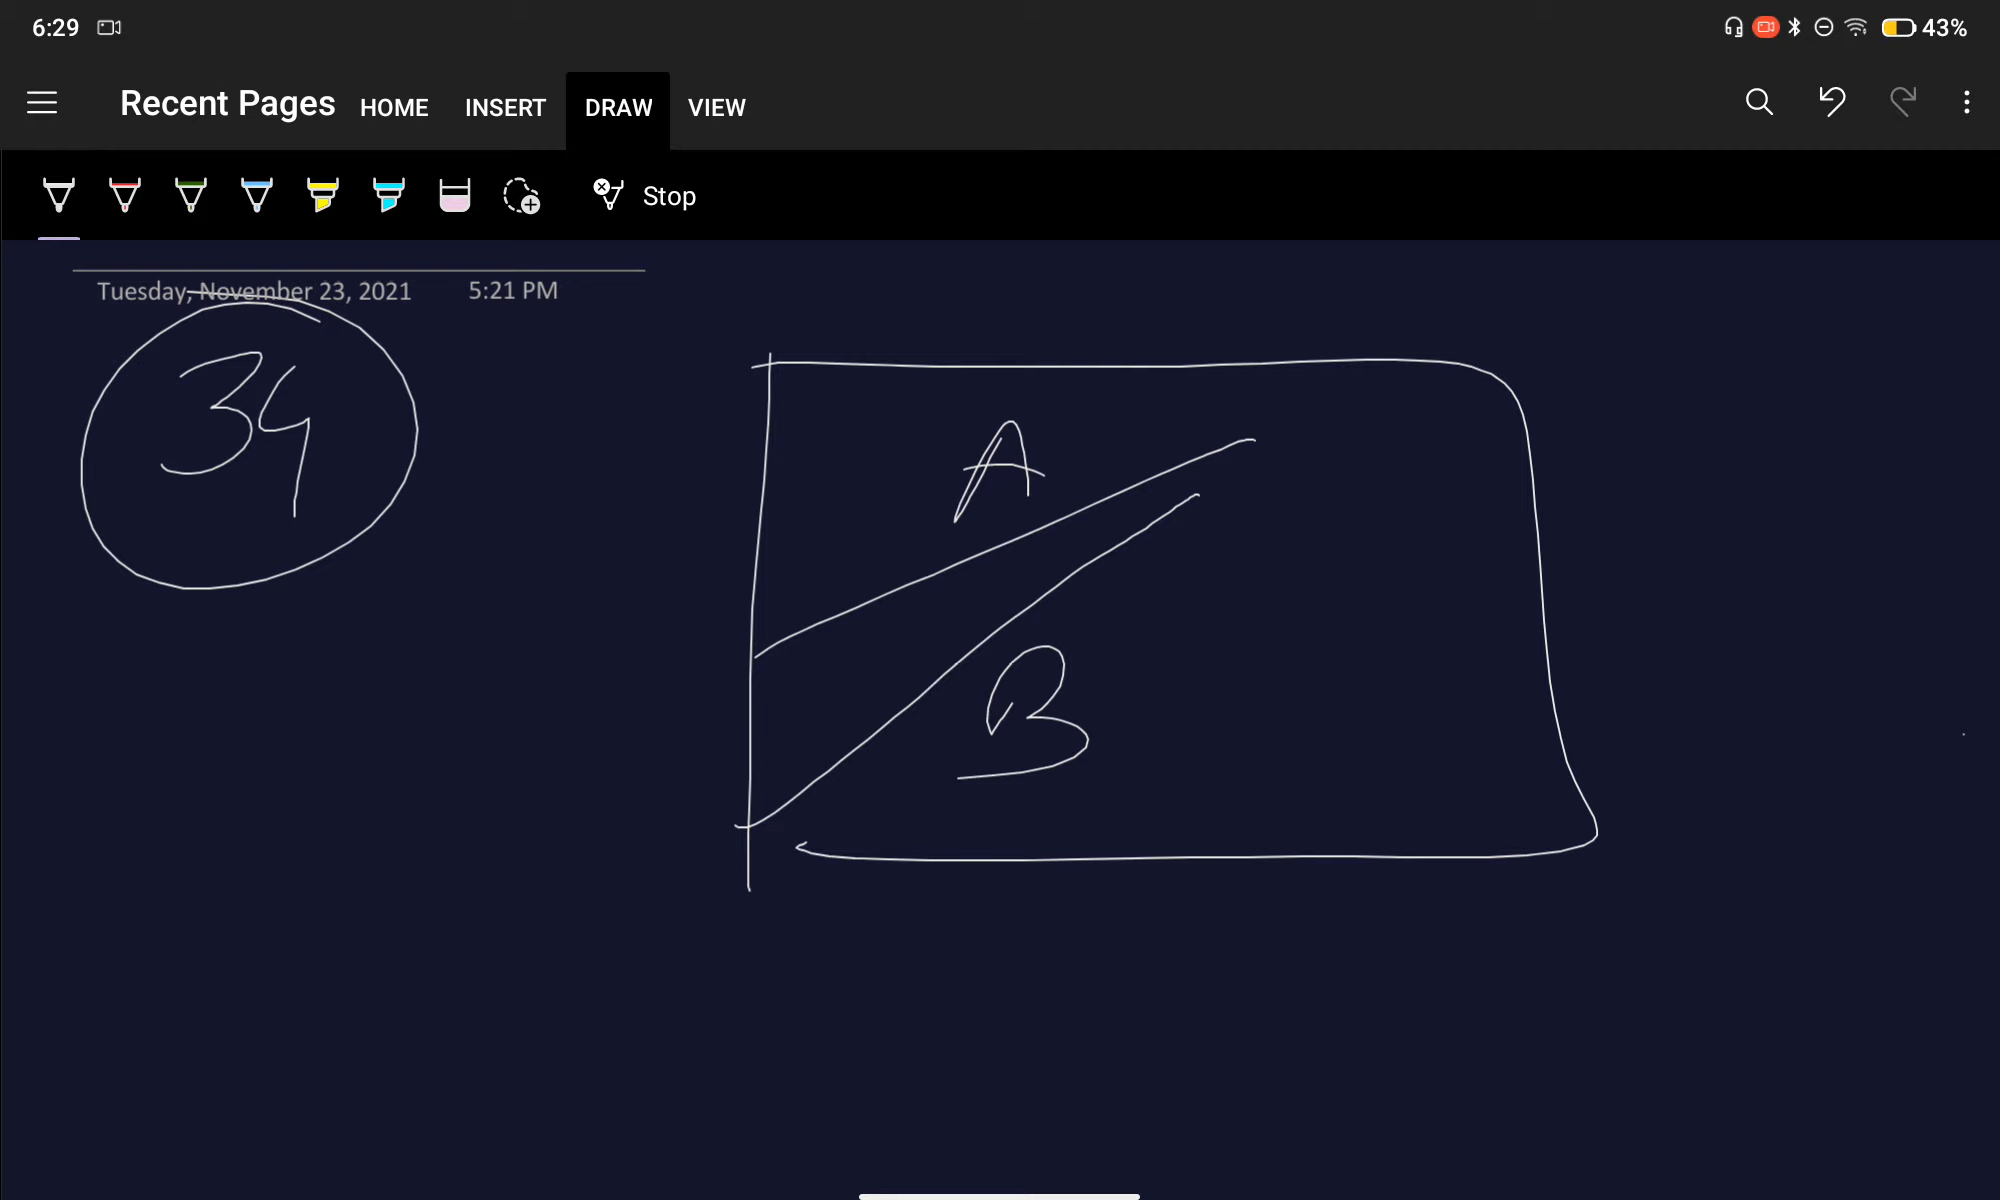 6:29 43%
Recent Pages HOME INSERT DRAW VIEW
Stop
Tuesday, November 23, 2021 5:21 PM
34
A
B